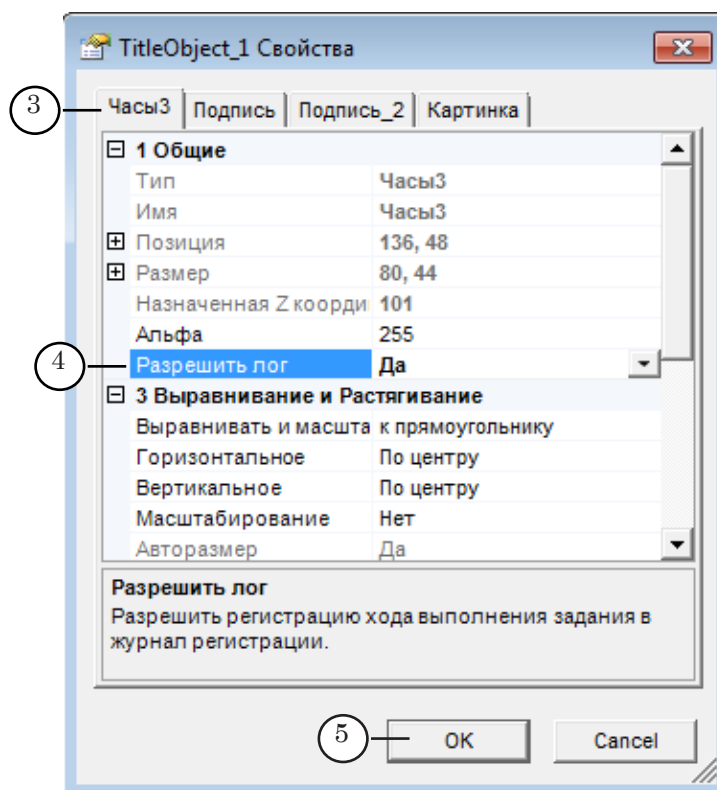 TitleObject_1 Свойства
3
Часы3 Подпись Подпись_2 Картинка
1 Общие
Тип Часы3
Имя Часы3
Позиция 136, 48
Размер 80, 44
Назначенная Z коорди 101
Альфа 255
4
Разрешить лог Да
3 Выравнивание и Растягивание
Выравнивать и масшта к прямоугольнику
Горизонтальное По центру
Вертикальное По центру
Масштабирование Нет
Авторазмер Да
Разрешить лог
Разрешить регистрацию хода выполнения задания в
журнал регистрации.
5
OK Cancel